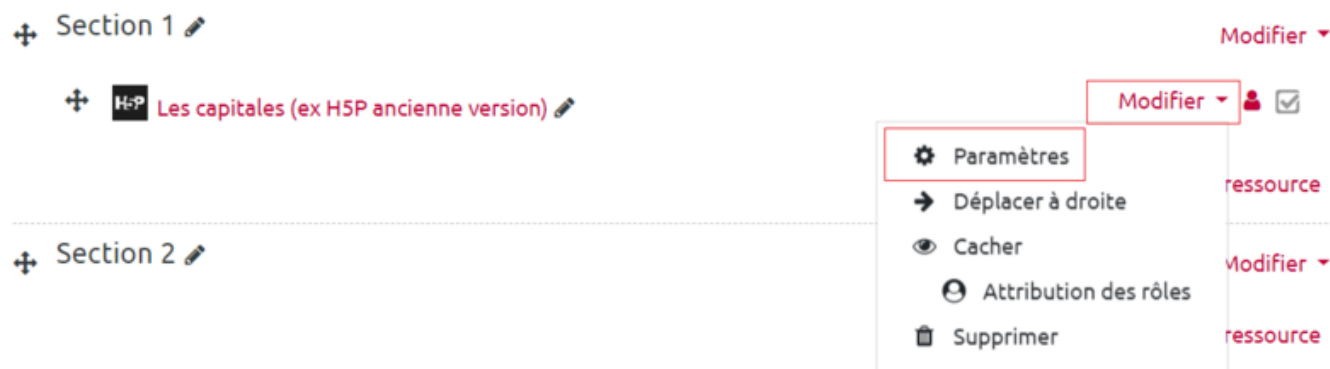 Section 1
Modifier
H5P Les capitales (ex H5P ancienne version)
Modifier
Paramètres
ressource
Déplacer à droite
Cacher
Section 2
Modifier
Attribution des rôles
Supprimer
ressource